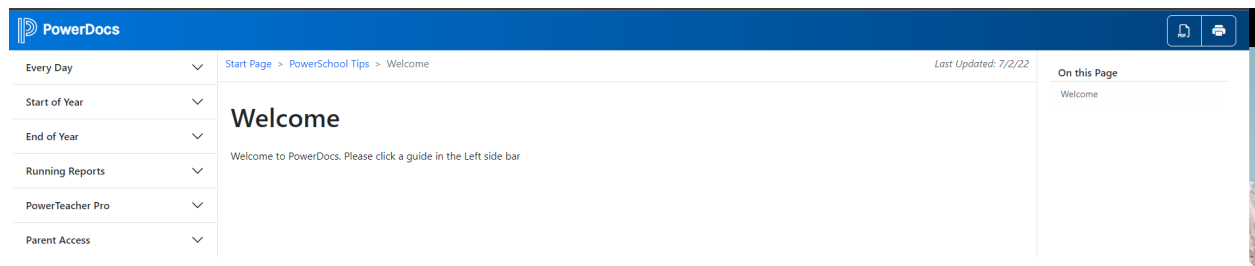 PowerDocs
PDF
Every Day
Start of Year
End of Year
Running Reports
PowerTeacher Pro
Parent Access
Start Page > PowerSchool Tips > Welcome
Last Updated: 7/2/22
Welcome
Welcome to PowerDocs. Please click a guide in the Left side bar
On this Page
Welcome